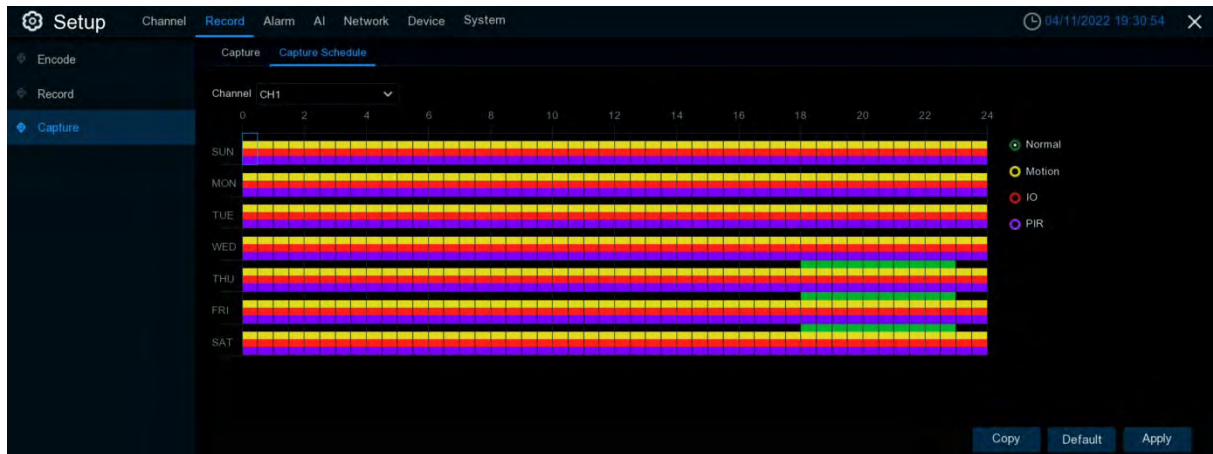 Setup Channel Record Alarm AI Network Device System 04/11/2022 19:30:54
Encode
Record
Capture
Capture Capture Schedule
Channel CH1
0 2 4 6 8 10 12 14 16 18 20 22 24
SUN
MON
TUE
WED
THU
FRI
SAT
Normal
Motion
IO
PIR
Copy Default Apply